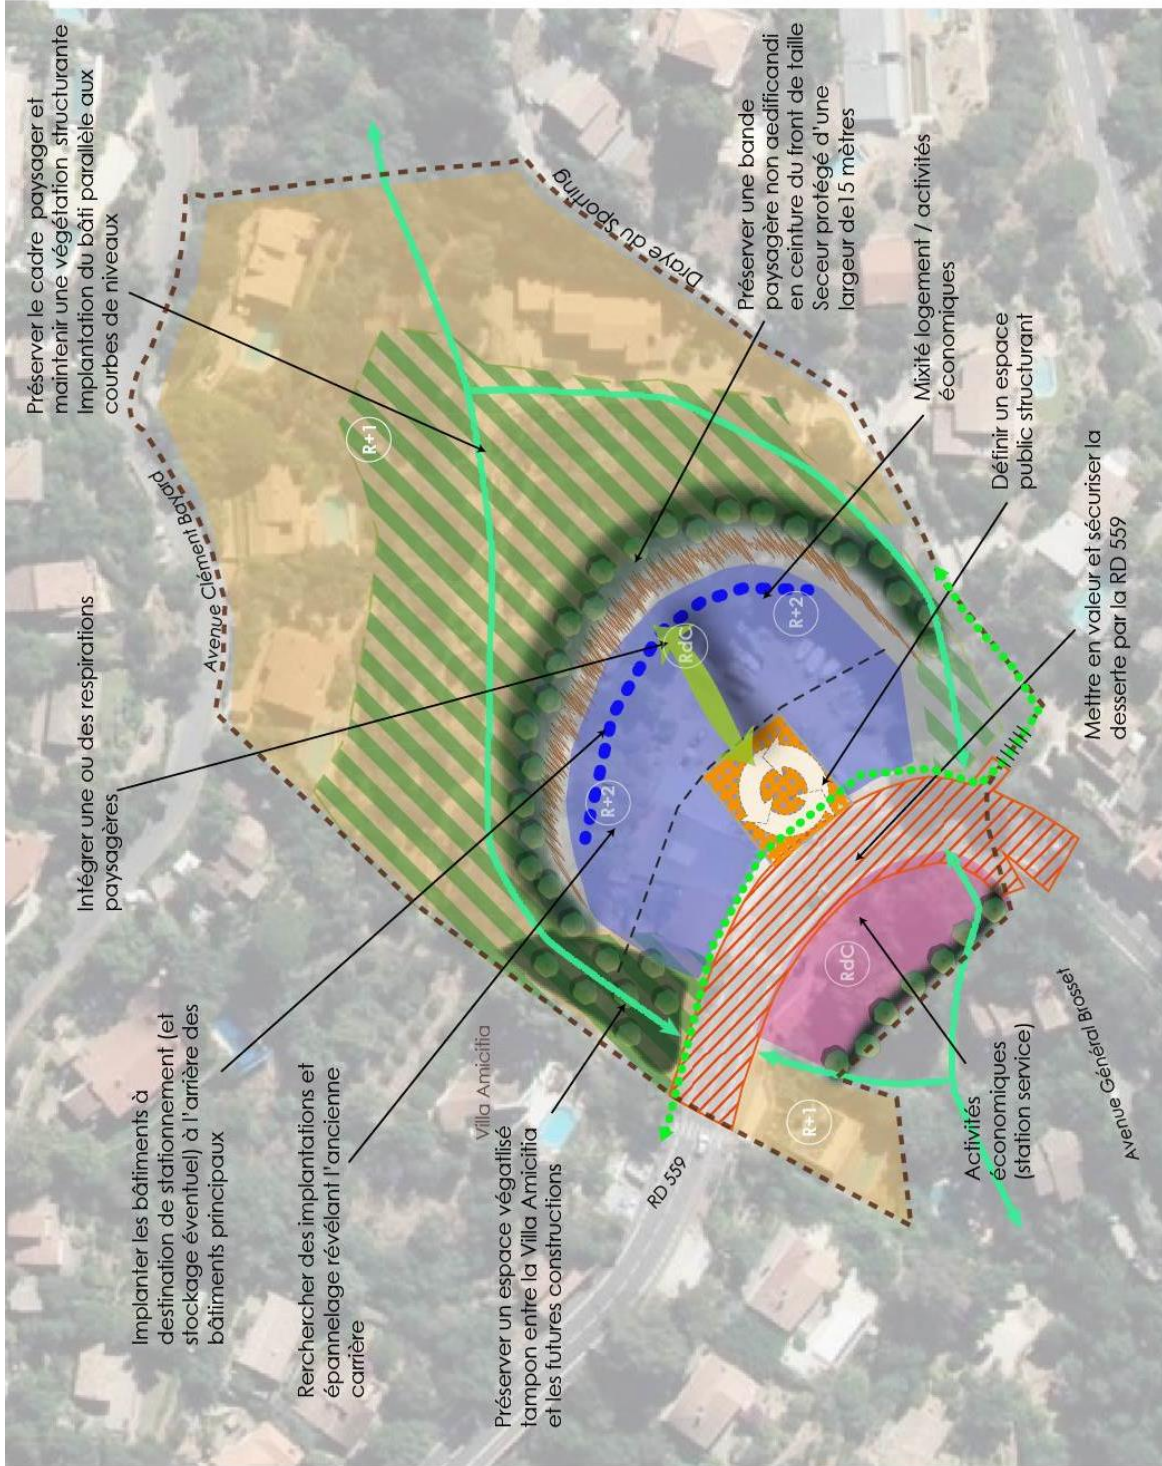 Préserver le cadre paysager et
maintenir une végétation structurante
Implantation du bâti parallèle aux
courbes de niveaux
Intégrer une ou des respirations
paysagères
Implanter les bâtiments à
destination de stationnement (et
stockage éventuel) à l'arrière des
bâtiments principaux
Rerchercher des implantations et
épannelage révélant l'ancienne
carrière
Préserver un espace végatlisé
tampon entre la Villa Amicitia
et les futures constructions
Villa Amicitia
RD 559
Avenue Clément Bayard
Draye du Sporting
R+1
R+2
RdC
R+2
RdC
R+1
Préserver une bande
paysagère non aedificandi
en ceinture du front de taille
Seceur protégé d'une
largeur de15 mètres
Mixité logement / activités
économiques
Définir un espace
public structurant
Mettre en valeur et sécuriser la
desserte par la RD 559
Activités
économiques
(station service)
Avenue Général Brosset